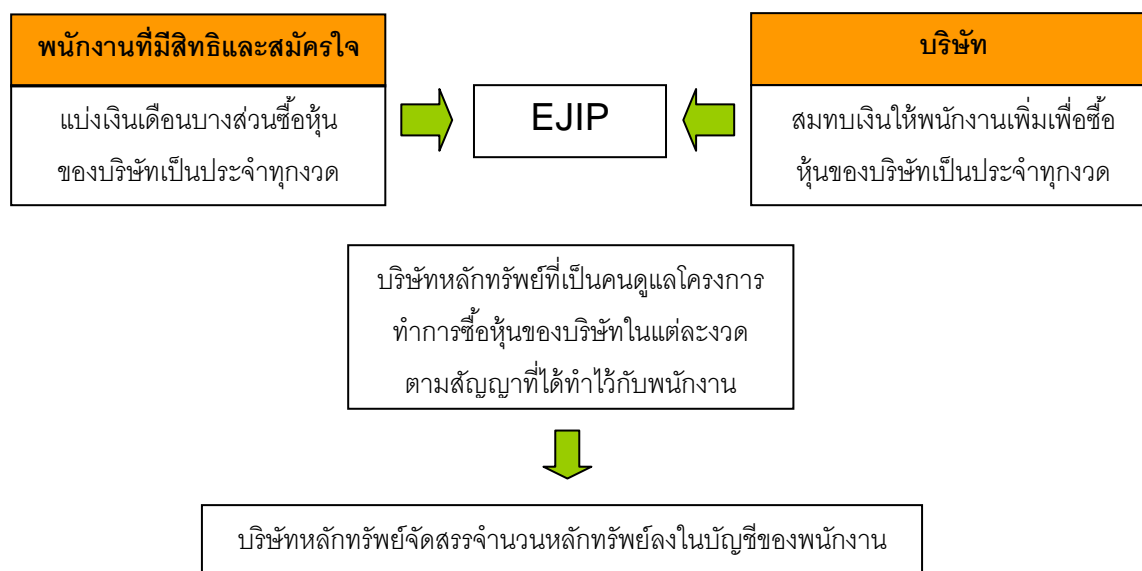 พนักงานที่มีสิทธิและสมัครใจ
แบ่งเงินเดือนบางส่วนซื้อหุ้น
ของบริษัทเป็นประจำทุกงวด
EJIP
บริษัท
สมทบเงินให้พนักงานเพิ่มเพื่อซื้อ
หุ้นของบริษัทเป็นประจำทุกงวด
บริษัทหลักทรัพย์ที่เป็นคนดูแลโครงการ
ทำการซื้อหุ้นของบริษัทในแต่ละงวด
ตามสัญญาที่ได้ทำไว้กับพนักงาน
บริษัทหลักทรัพย์จัดสรรจำนวนหลักทรัพย์ลงในบัญชีของพนักงาน